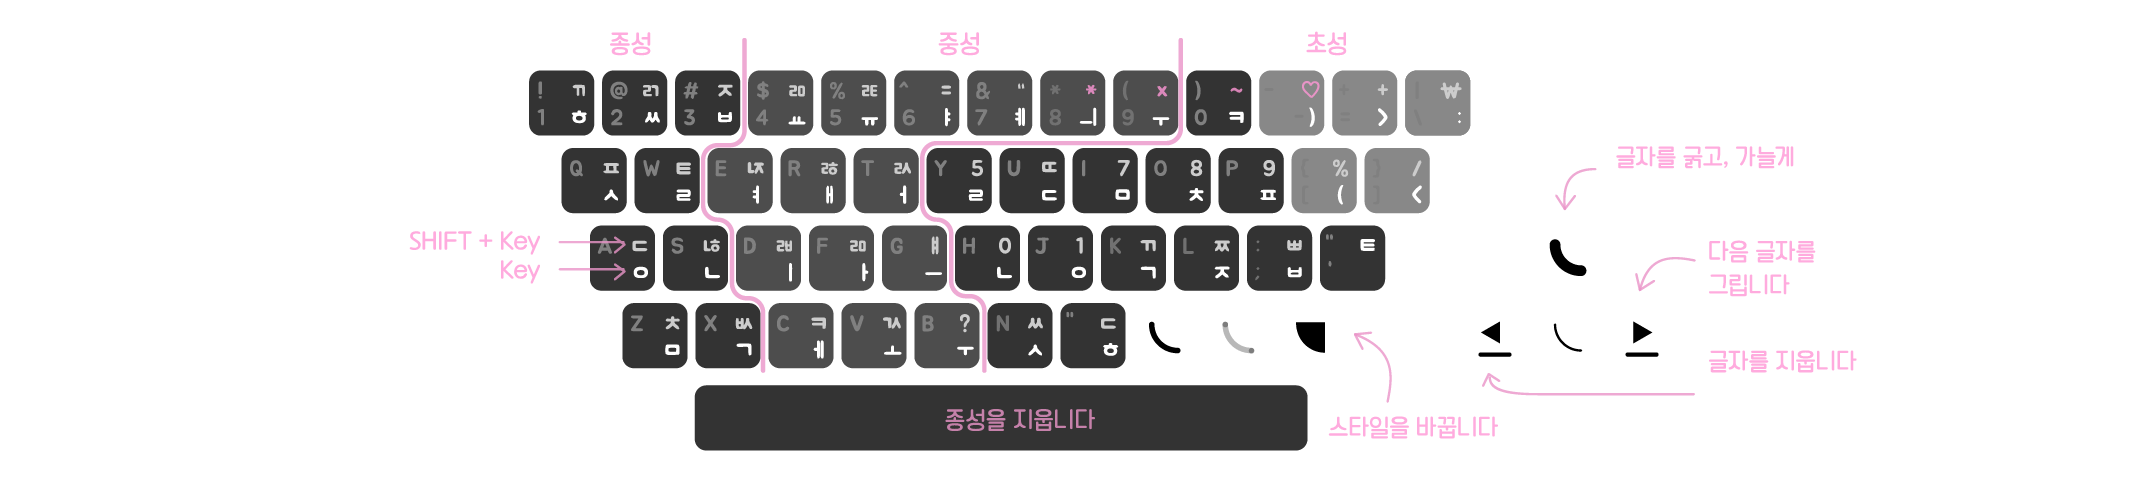 종성 중성 초성
! ㄲ @ ㄺ # ㅈ $ ㄻ % ㄾ ^ = & " * * ( x ) ~ - ♡ + + | ₩
1 ㅎ 2 ㅆ 3 ㅂ 4 ㅛ 5 ㅠ 6 ㅑ 7 ㅖ 8 ㅢ 9 ㅜ 0 ㅋ - ) = > \ :
Q ㅍ W ㅌ E ㄵ R ㅀ T ㄽ Y 5 U ㄸ I 7 O 8 P 9 { % } /
ㅅ ㄹ ㅕ ㅐ ㅓ ㄹ ㄷ ㅁ ㅊ ㅍ [ ( ] <
글자를 굵고, 가늘게
SHIFT + Key
Key
A ㄷ S ㄶ D ㄼ F ㄻ G ㅒ H 0 J 1 K ㄲ L ㅉ : ㅃ " ㅌ
ㅇ ㄴ ㅣ ㅏ ㅡ ㄴ ㅇ ㄱ ㅈ ; ㅂ '
다음 글자를
그립니다
Z ㅊ X ㅄ C ㅋ V ㄳ B ? N ㅆ " ㄷ
ㅁ ㄱ ㅔ ㅗ ㅜ ㅅ ㅎ
글자를 지웁니다
종성을 지웁니다
스타일을 바꿉니다